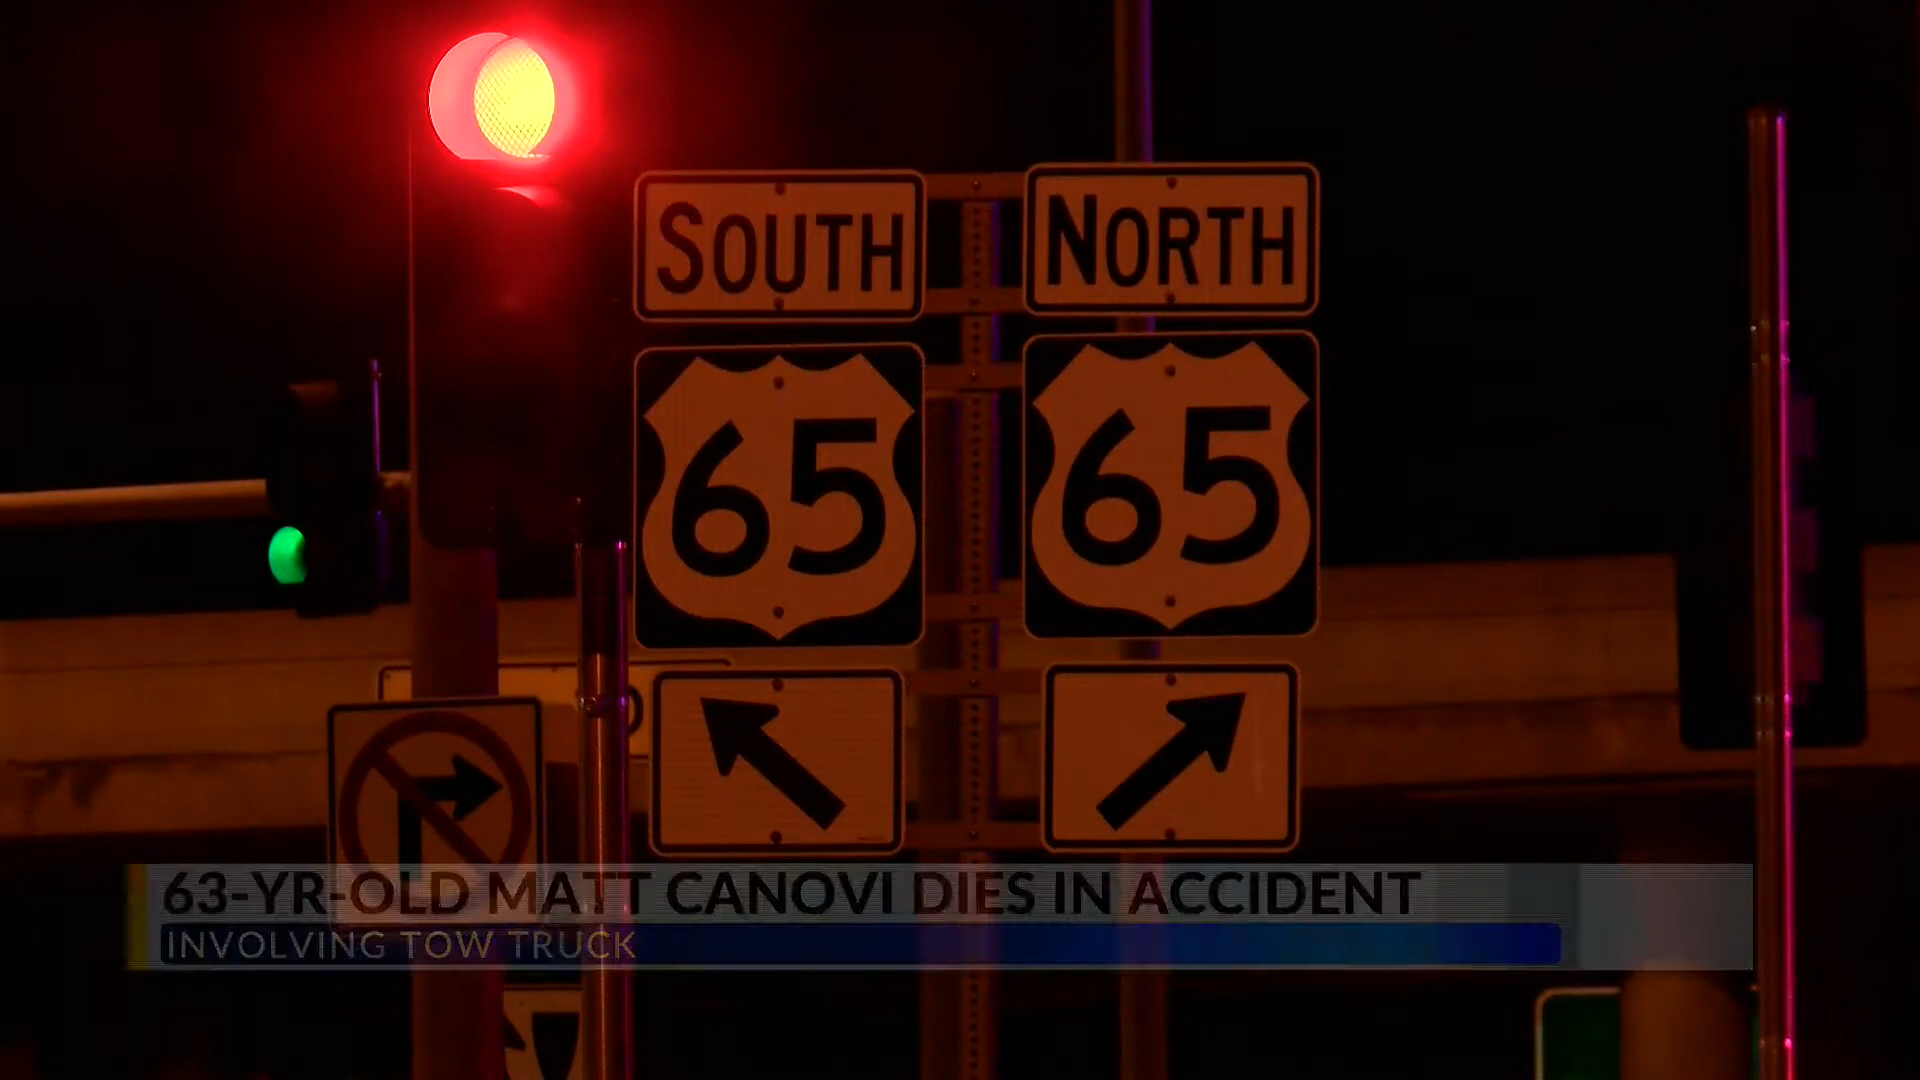 SOUTH
NORTH
65
65
63-YR-OLD MATT CANOVI DIES IN ACCIDENT
INVOLVING TOW TRUCK